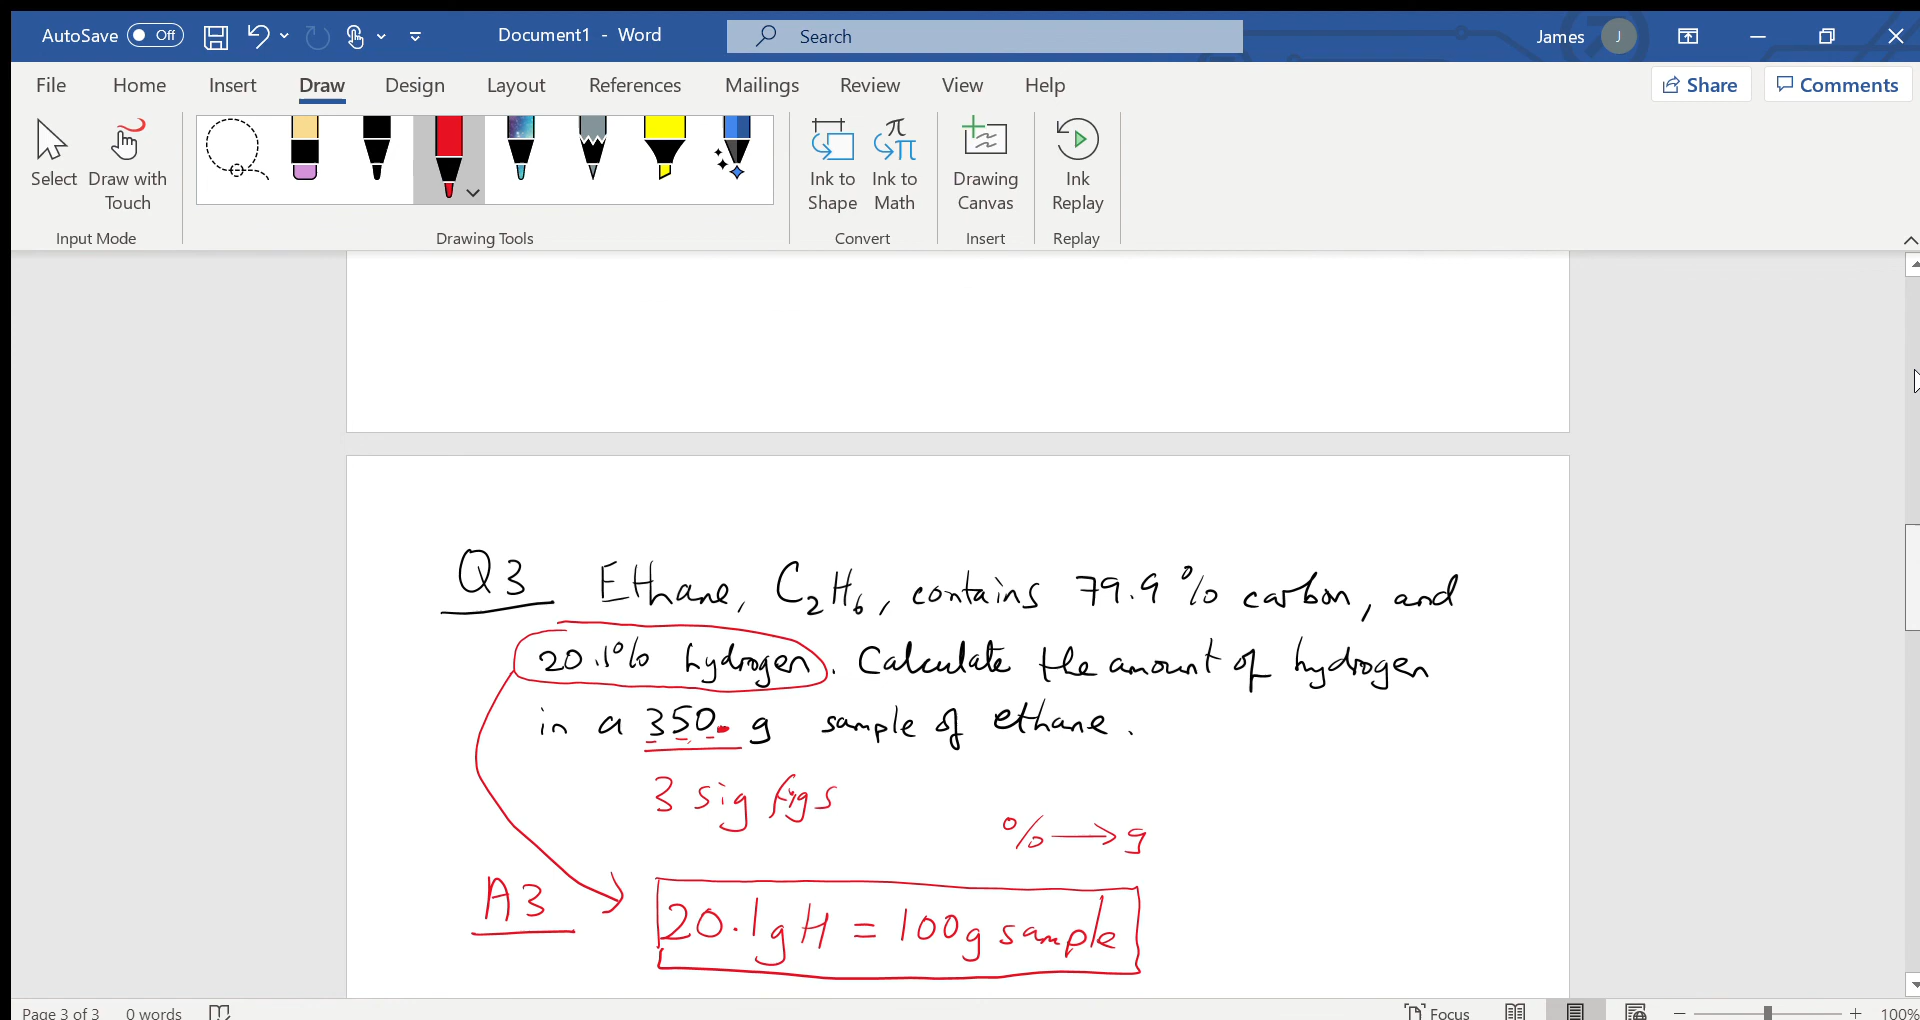 AutoSave Off Document1 - Word Search James J
File Home Insert Draw Design Layout References Mailings Review View Help Share Comments
Select Draw with Touch Ink to Shape Ink to Math Drawing Canvas Ink Replay
Input Mode Drawing Tools Convert Insert Replay
Q3 Ethane, C₂H₆, contains 79.9% carbon, and
20.1% hydrogen. Calculate the amount of hydrogen
in a 350. g sample of ethane.
3 sig figs
% → g
A3 20.1g H = 100g sample
Page 3 of 3 0 words Focus 100%